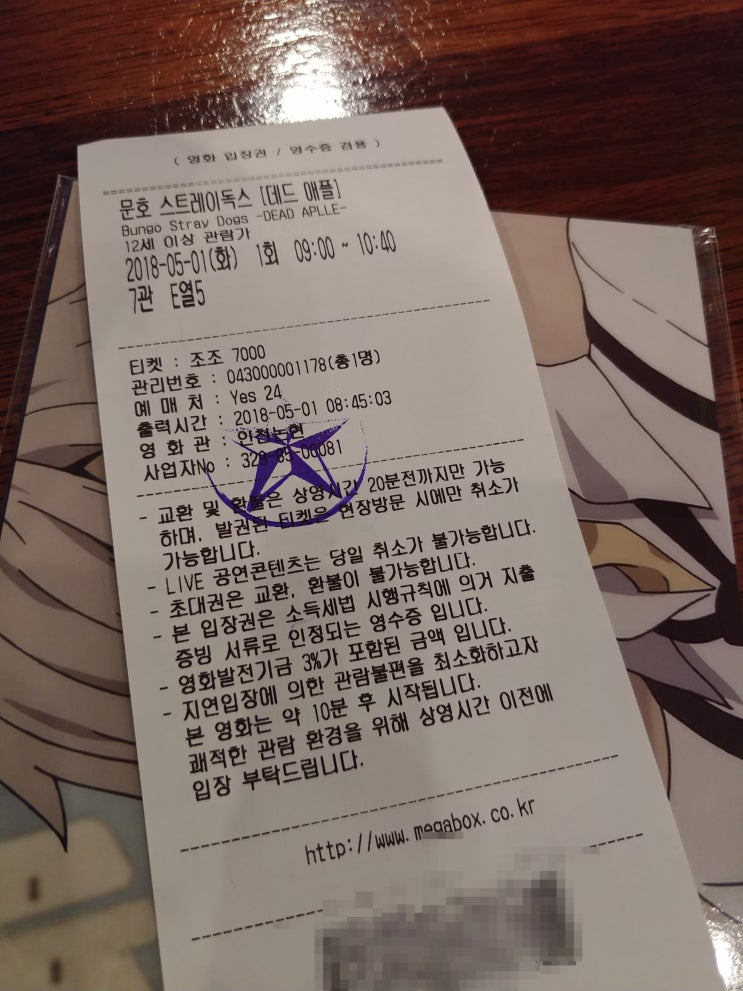 ( 영화 입장권 / 영수증 겸용 )
문호 스트레이독스 [데드 애플]
Bungo Stray Dogs -DEAD APLLE-
12세 이상 관람가
2018-05-01(화) 1회 09:00 ~ 10:40
7관 E열5
티켓 : 조조 7000
관리번호 : 043000001178(총1명)
예 매 처 : Yes 24
출력시간 : 2018-05-01 08:45:03
영 화 관 : 인천논현
사업자No : 329-85-00081
- 교환 및 환불은 상영시간 20분전까지만 가능
하며, 발권된 티켓은 현장방문 시에만 취소가
가능합니다.
- LIVE 공연콘텐츠는 당일 취소가 불가능합니다.
- 초대권은 교환, 환불이 불가능합니다.
- 본 입장권은 소득세법 시행규칙에 의거 지출
증빙 서류로 인정되는 영수증 입니다.
- 영화발전기금 3%가 포함된 금액 입니다.
- 지연입장에 의한 관람불편을 최소화하고자
본 영화는 약 10분 후 시작됩니다.
쾌적한 관람 환경을 위해 상영시간 이전에
입장 부탁드립니다.
http://www.megabox.co.kr